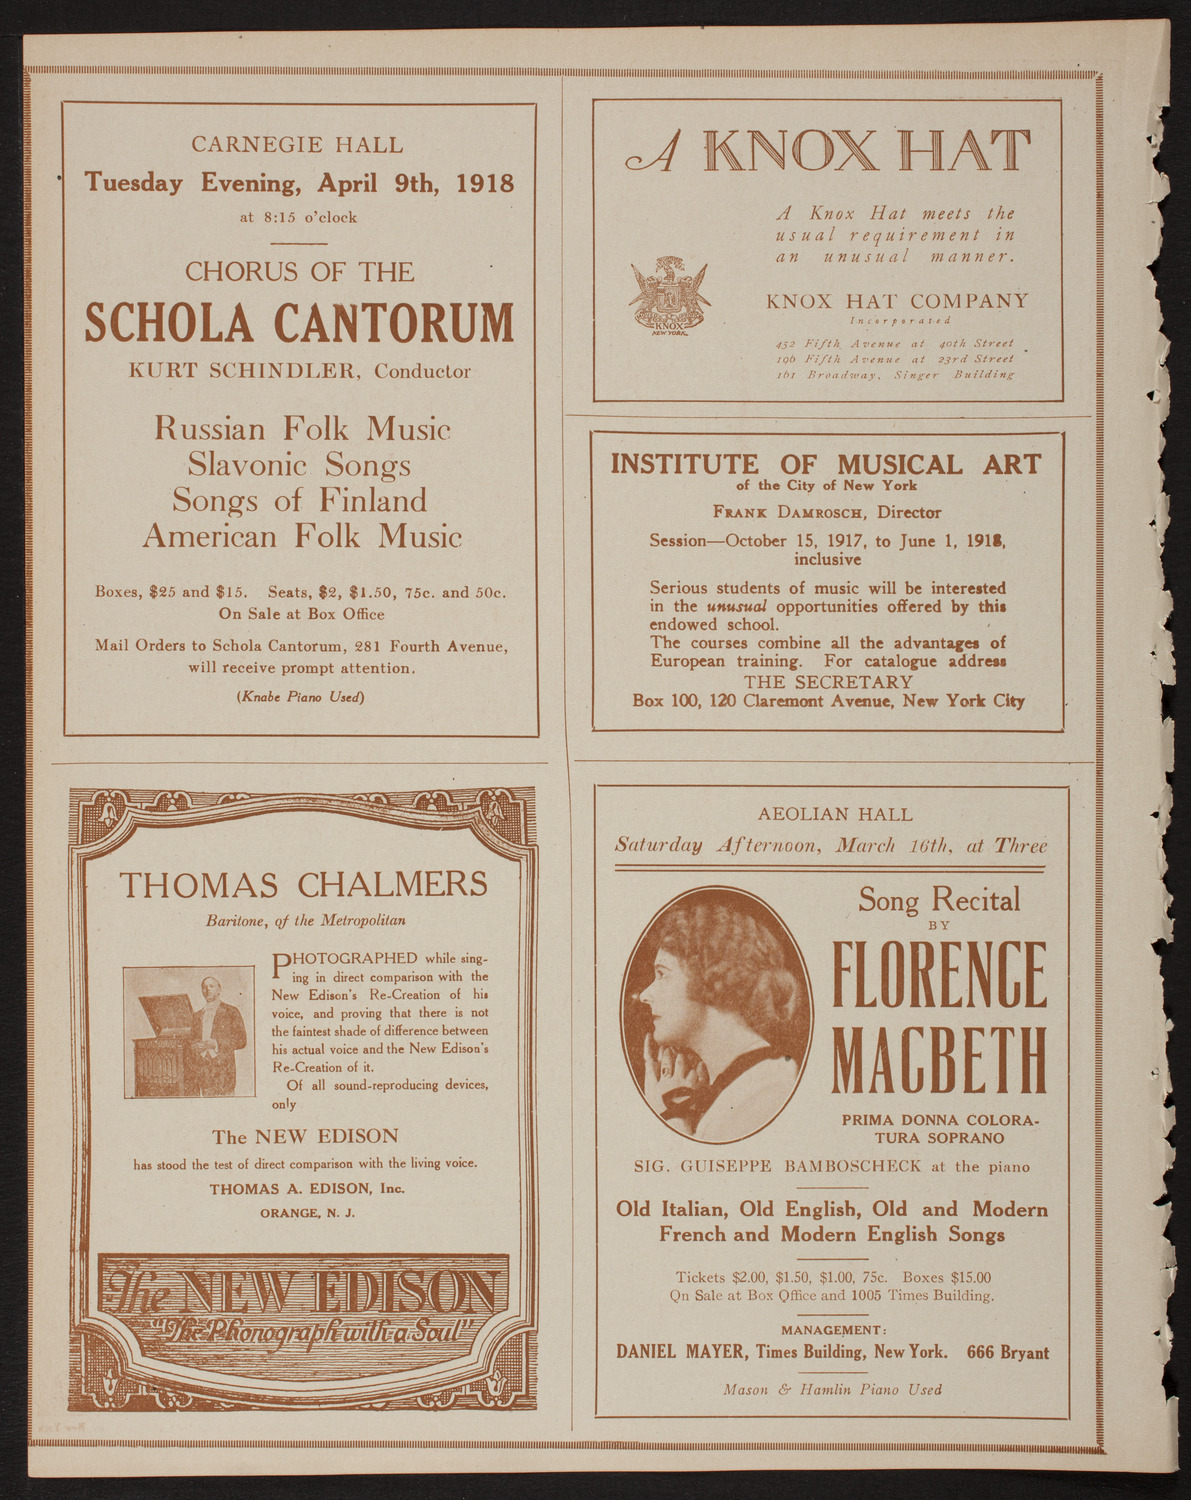 CARNEGIE HALL
Tuesday Evening, April 9th, 1918
at 8:15 o'clock
CHORUS OF THE
SCHOLA CANTORUM
KURT SCHINDLER, Conductor
Russian Folk Music
Slavonic Songs
Songs of Finland
American Folk Music
Boxes, $25 and $15. Seats, $2, $1.50, 75c. and 50c.
On Sale at Box Office
Mail Orders to Schola Cantorum, 281 Fourth Avenue,
will receive prompt attention.
(Knabe Piano Used)
A KNOX HAT
A Knox Hat meets the
usual requirement in
an unusual manner.
KNOX
NEW YORK.
KNOX HAT COMPANY
Incorporated
452 Fifth Avenue at 40th Street
196 Fifth Avenue at 23rd Street
161 Broadway, Singer Building
INSTITUTE OF MUSICAL ART
of the City of New York
FRANK DAMROSCH, Director
Session—October 15, 1917, to June 1, 1918,
inclusive
Serious students of music will be interested
in the unusual opportunities offered by this
endowed school.
The courses combine all the advantages of
European training. For catalogue address
THE SECRETARY
Box 100, 120 Claremont Avenue, New York City
THOMAS CHALMERS
Baritone, of the Metropolitan
PHOTOGRAPHED while sing-
ing in direct comparison with the
New Edison's Re-Creation of his
voice, and proving that there is not
the faintest shade of difference between
his actual voice and the New Edison's
Re-Creation of it.
Of all sound-reproducing devices,
only
The NEW EDISON
has stood the test of direct comparison with the living voice.
THOMAS A. EDISON, Inc.
ORANGE, N. J.
The NEW EDISON
"The Phonograph with a Soul"
AEOLIAN HALL
Saturday Afternoon, March 16th, at Three
Song Recital
BY
FLORENCE
MACBETH
PRIMA DONNA COLORA-
TURA SOPRANO
SIG. GUISEPPE BAMBOSCHECK at the piano
Old Italian, Old English, Old and Modern
French and Modern English Songs
Tickets $2.00, $1.50, $1.00, 75c. Boxes $15.00
On Sale at Box Office and 1005 Times Building.
MANAGEMENT:
DANIEL MAYER, Times Building, New York. 666 Bryant
Mason & Hamlin Piano Used